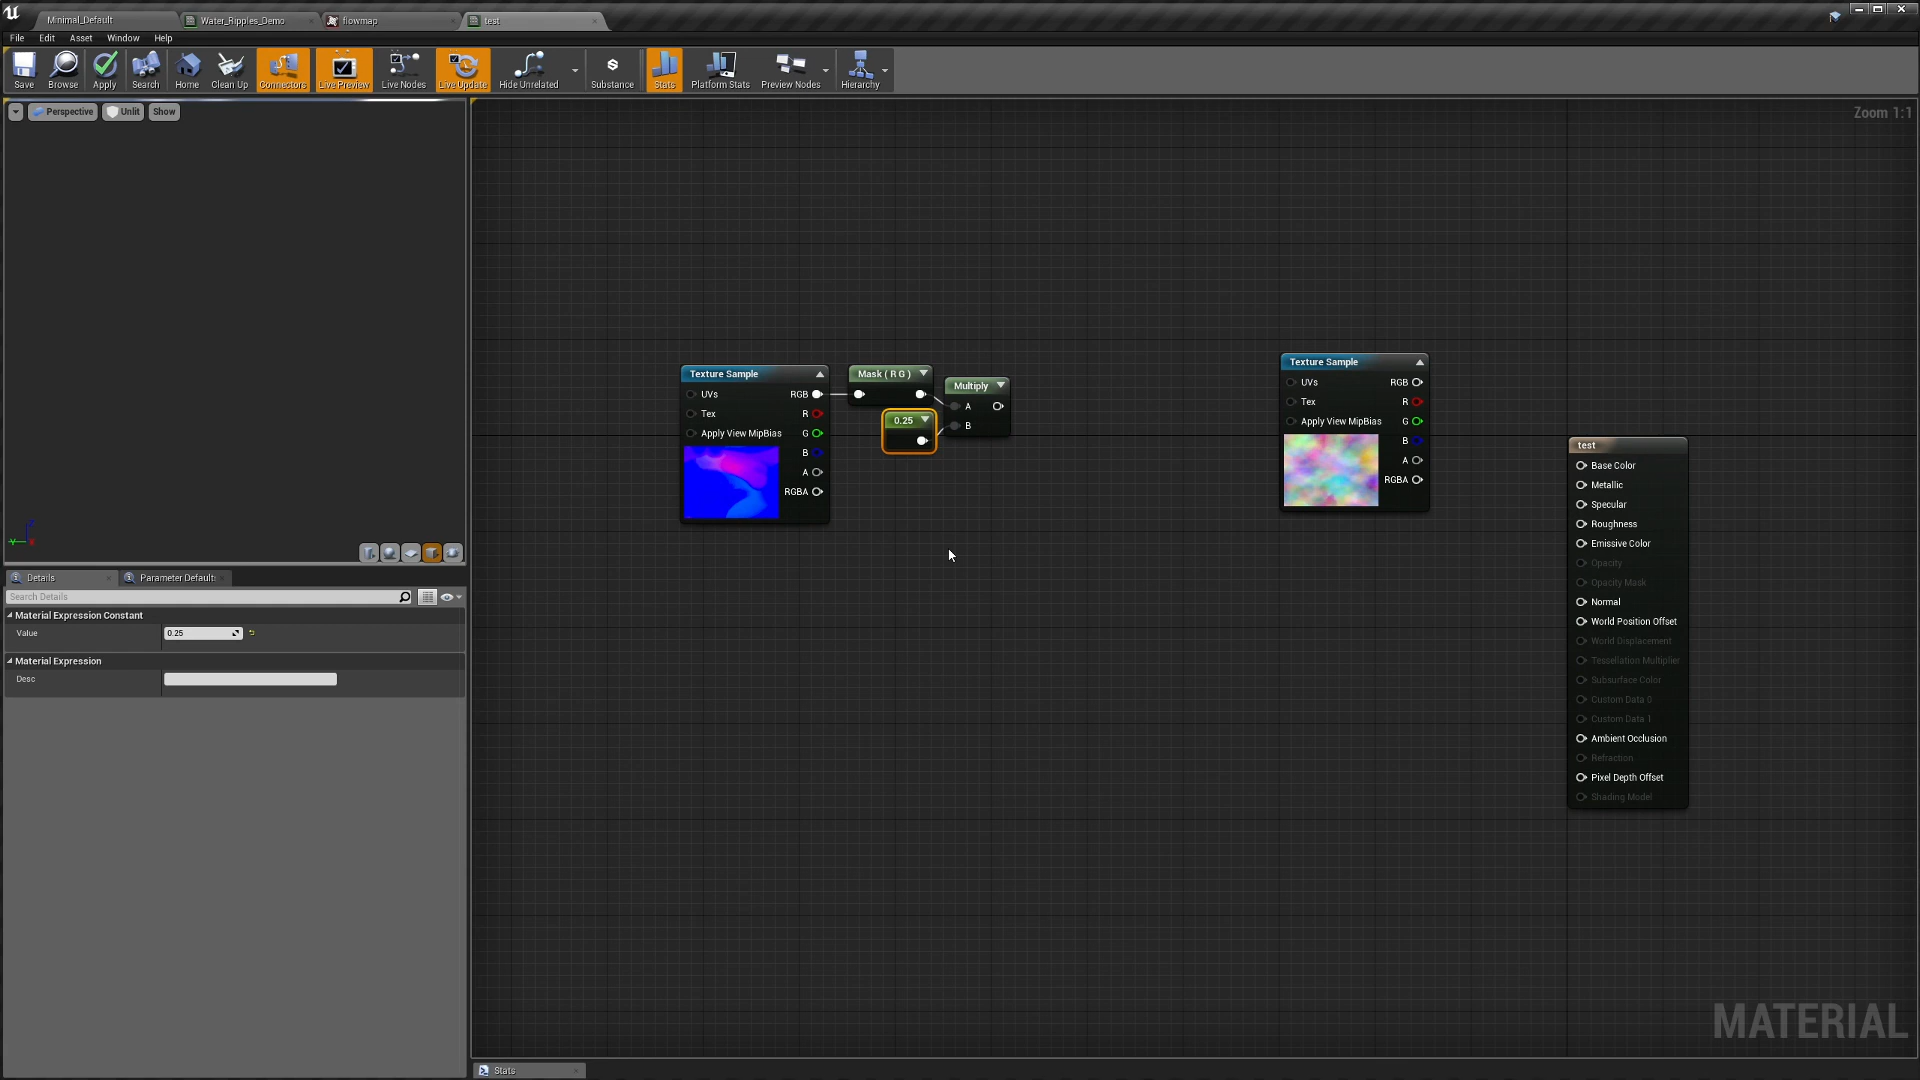 Minimal_Default
Water_Ripples_Demo
flowmap
test
File Edit Asset Window Help
Save
Browse
Apply
Search
Home
Clean Up
Connectors
Live Preview
Live Nodes
Live Update
Hide Unrelated
Substance
Stats
Platform Stats
Preview Nodes
Hierarchy
Perspective
Unlit
Show
Zoom 1:1
Texture Sample
UVs RGB
Tex R
Apply View MipBias G
B
A
RGBA
Mask ( R G )
0.25
Multiply
A
B
Texture Sample
UVs RGB
Tex R
Apply View MipBias G
B
A
RGBA
test
Base Color
Metallic
Specular
Roughness
Emissive Color
Opacity
Opacity Mask
Normal
World Position Offset
World Displacement
Tessellation Multiplier
Subsurface Color
Custom Data 0
Custom Data 1
Ambient Occlusion
Refraction
Pixel Depth Offset
Shading Model
Z
Y
X
Details
Parameter Default
Search Details
Material Expression Constant
Value 0.25
Material Expression
Desc
MATERIAL
Stats